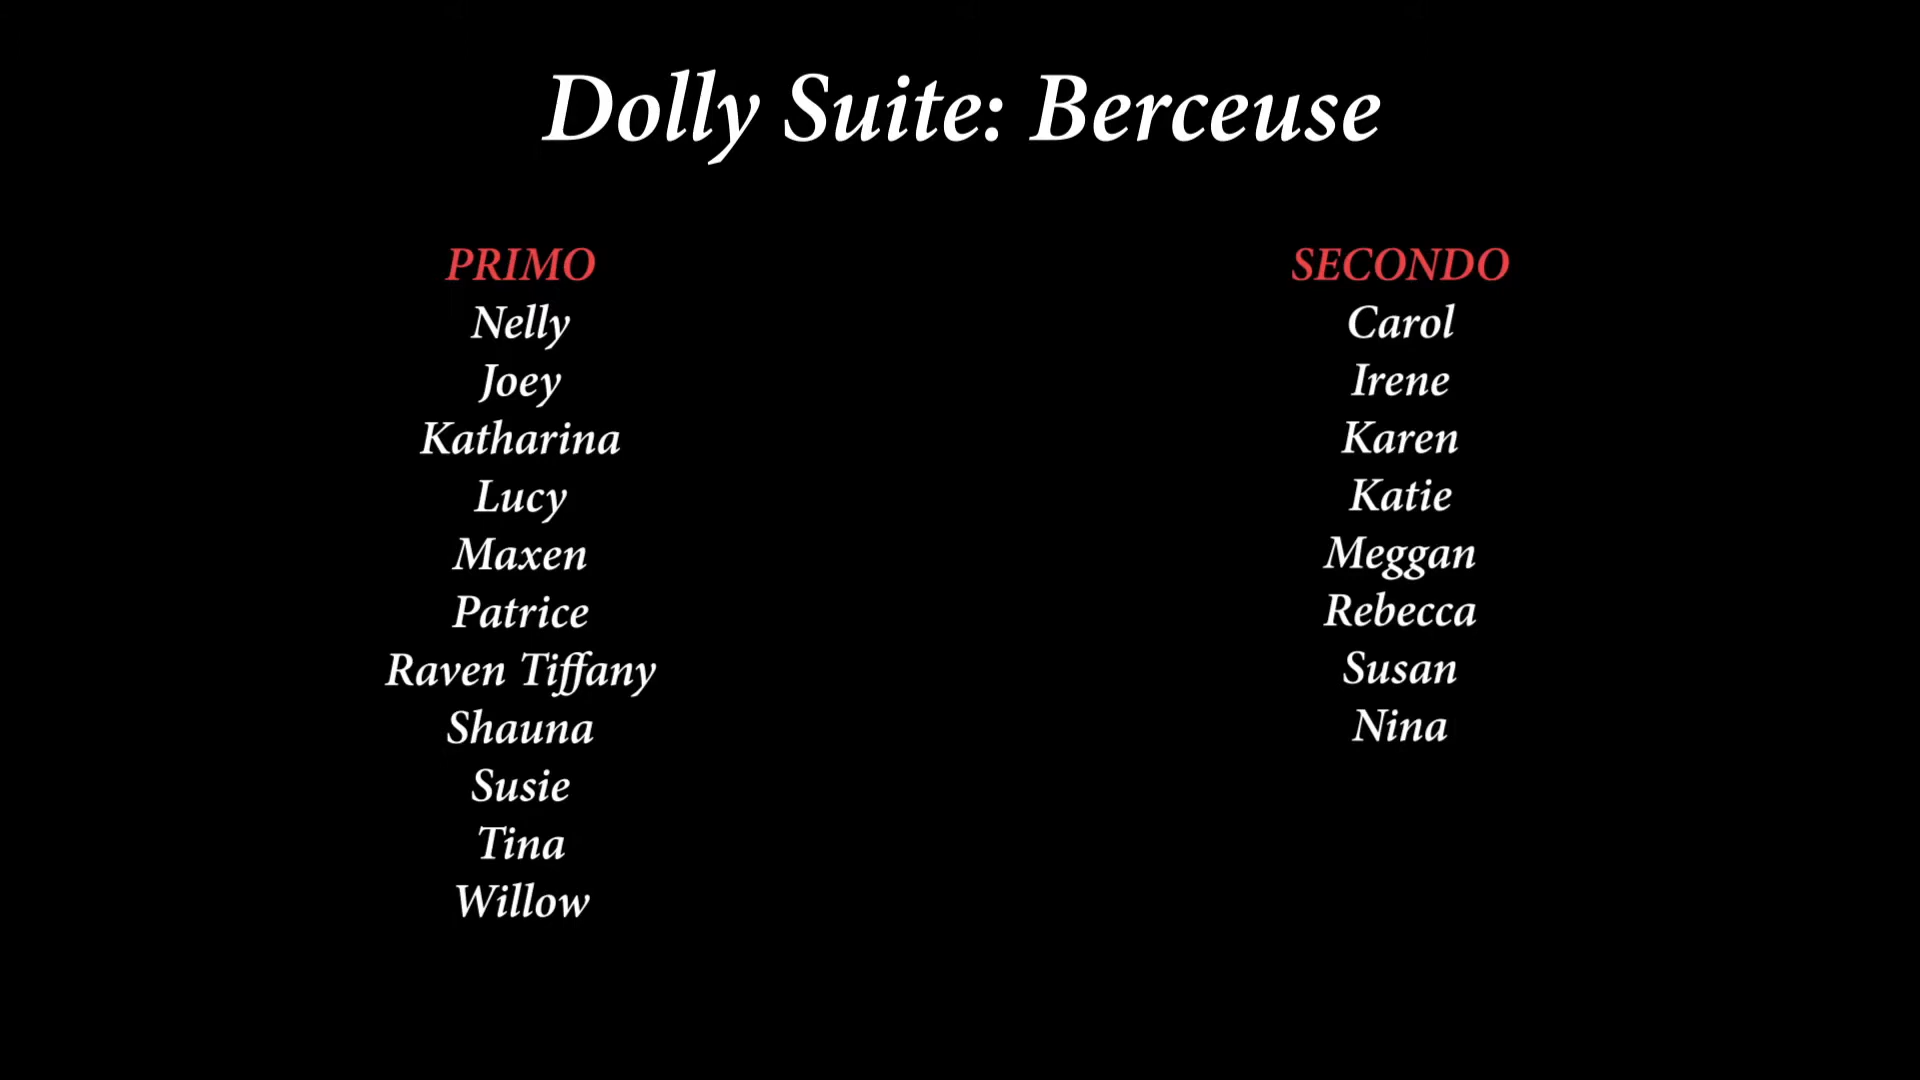 Dolly Suite: Berceuse
PRIMO
Nelly
Joey
Katharina
Lucy
Maxen
Patrice
Raven Tiffany
Shauna
Susie
Tina
Willow
SECONDO
Carol
Irene
Karen
Katie
Meggan
Rebecca
Susan
Nina